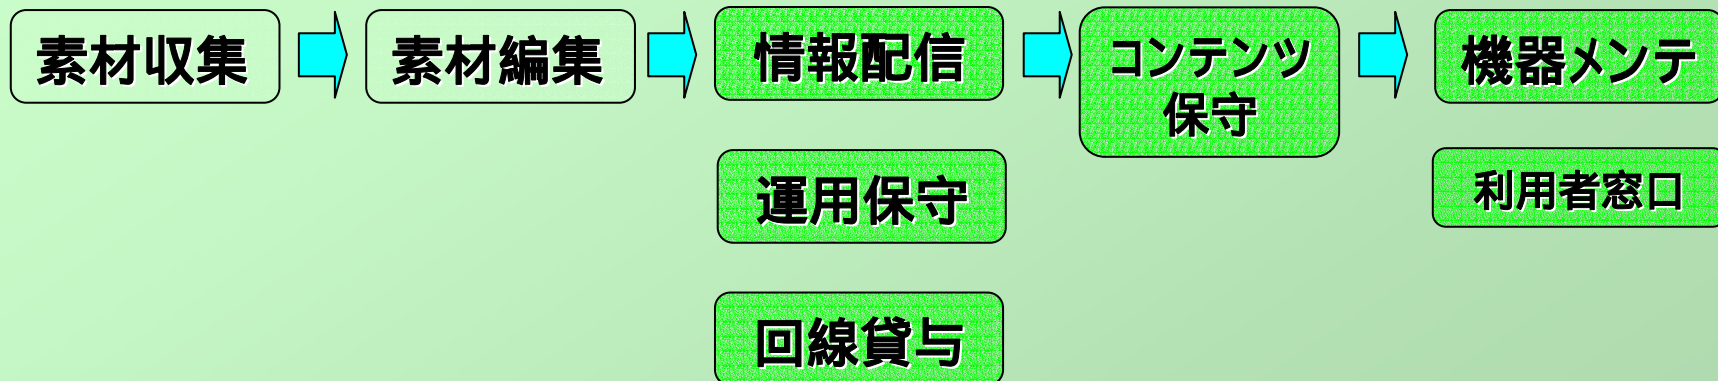 素材収集
素材編集
情報配信
コンテンツ
保守
機器メンテ
運用保守
利用者窓口
回線貸与